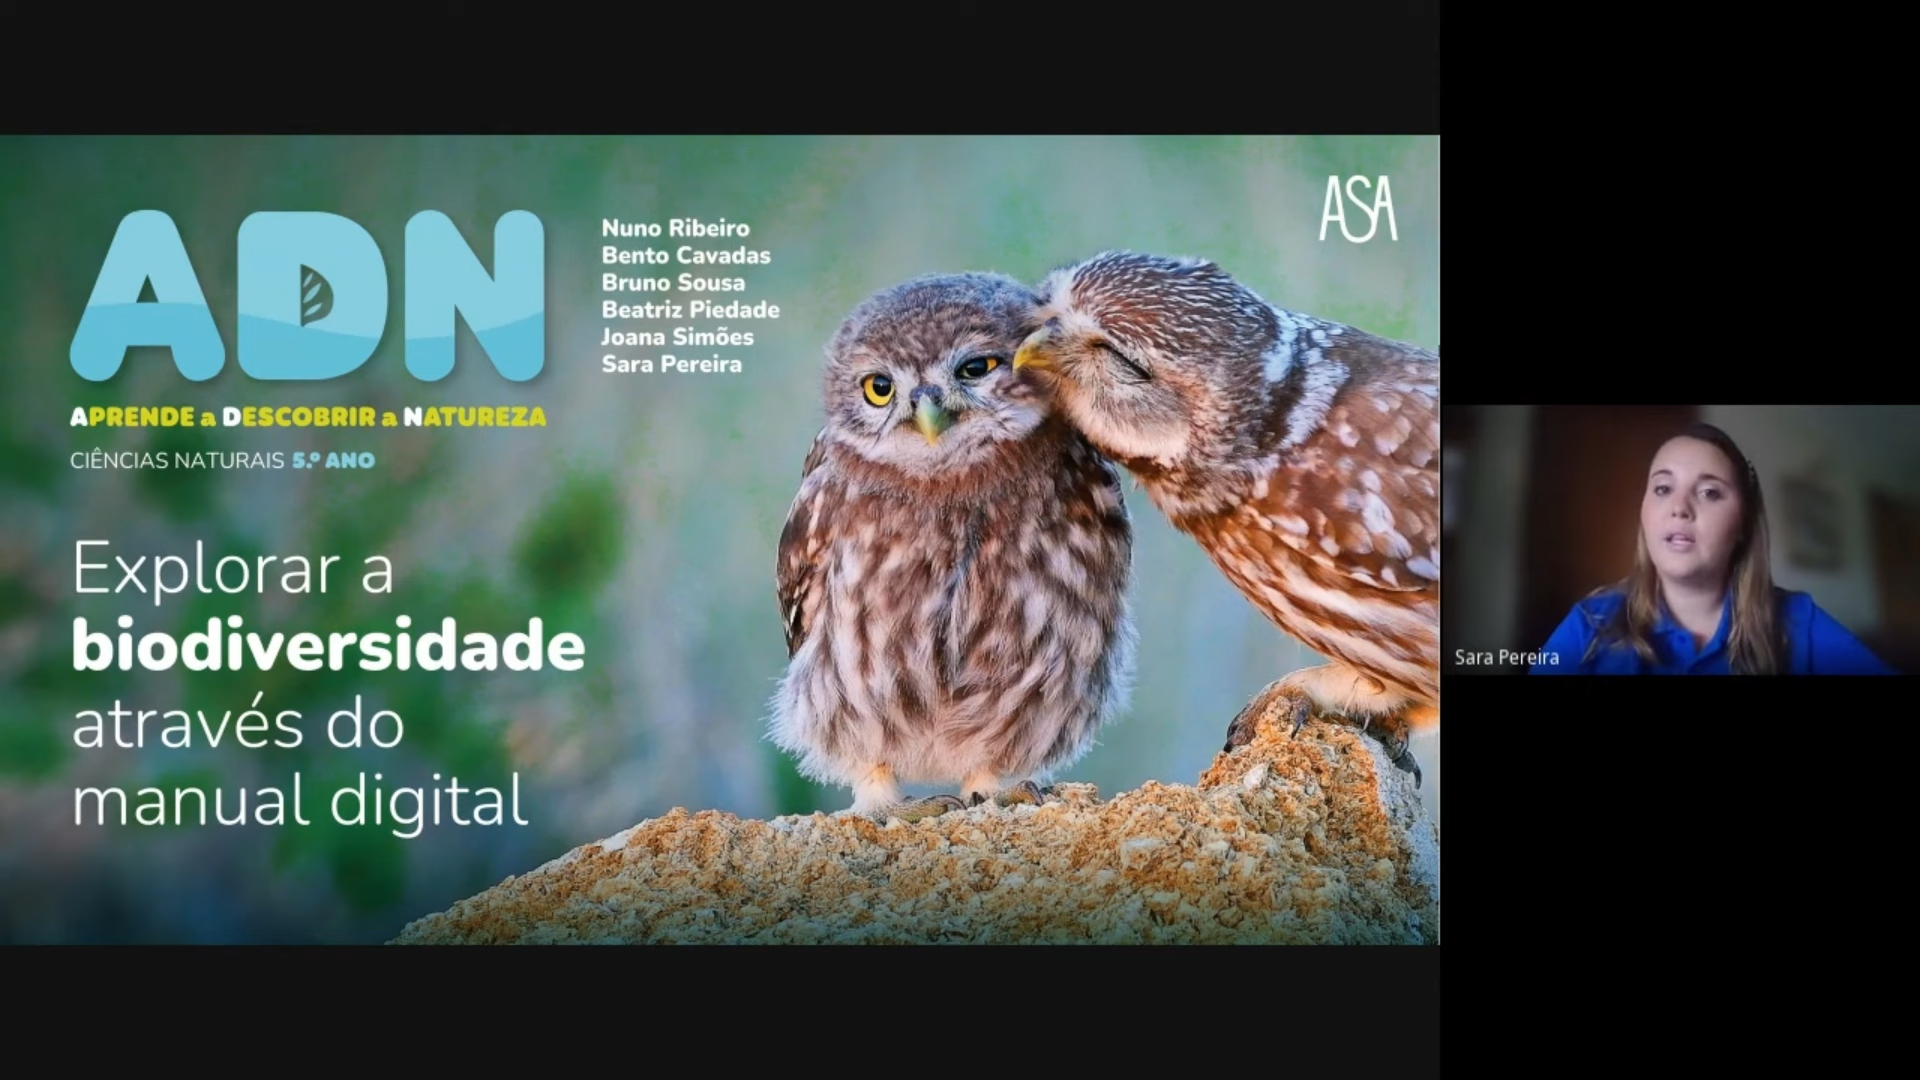 ADN
APRENDE a DESCOBRIR a NATUREZA
CIÊNCIAS NATURAIS 5.º ANO
Nuno Ribeiro
Bento Cavadas
Bruno Sousa
Beatriz Piedade
Joana Simões
Sara Pereira
ASA
Explorar a
biodiversidade
através do
manual digital
Sara Pereira